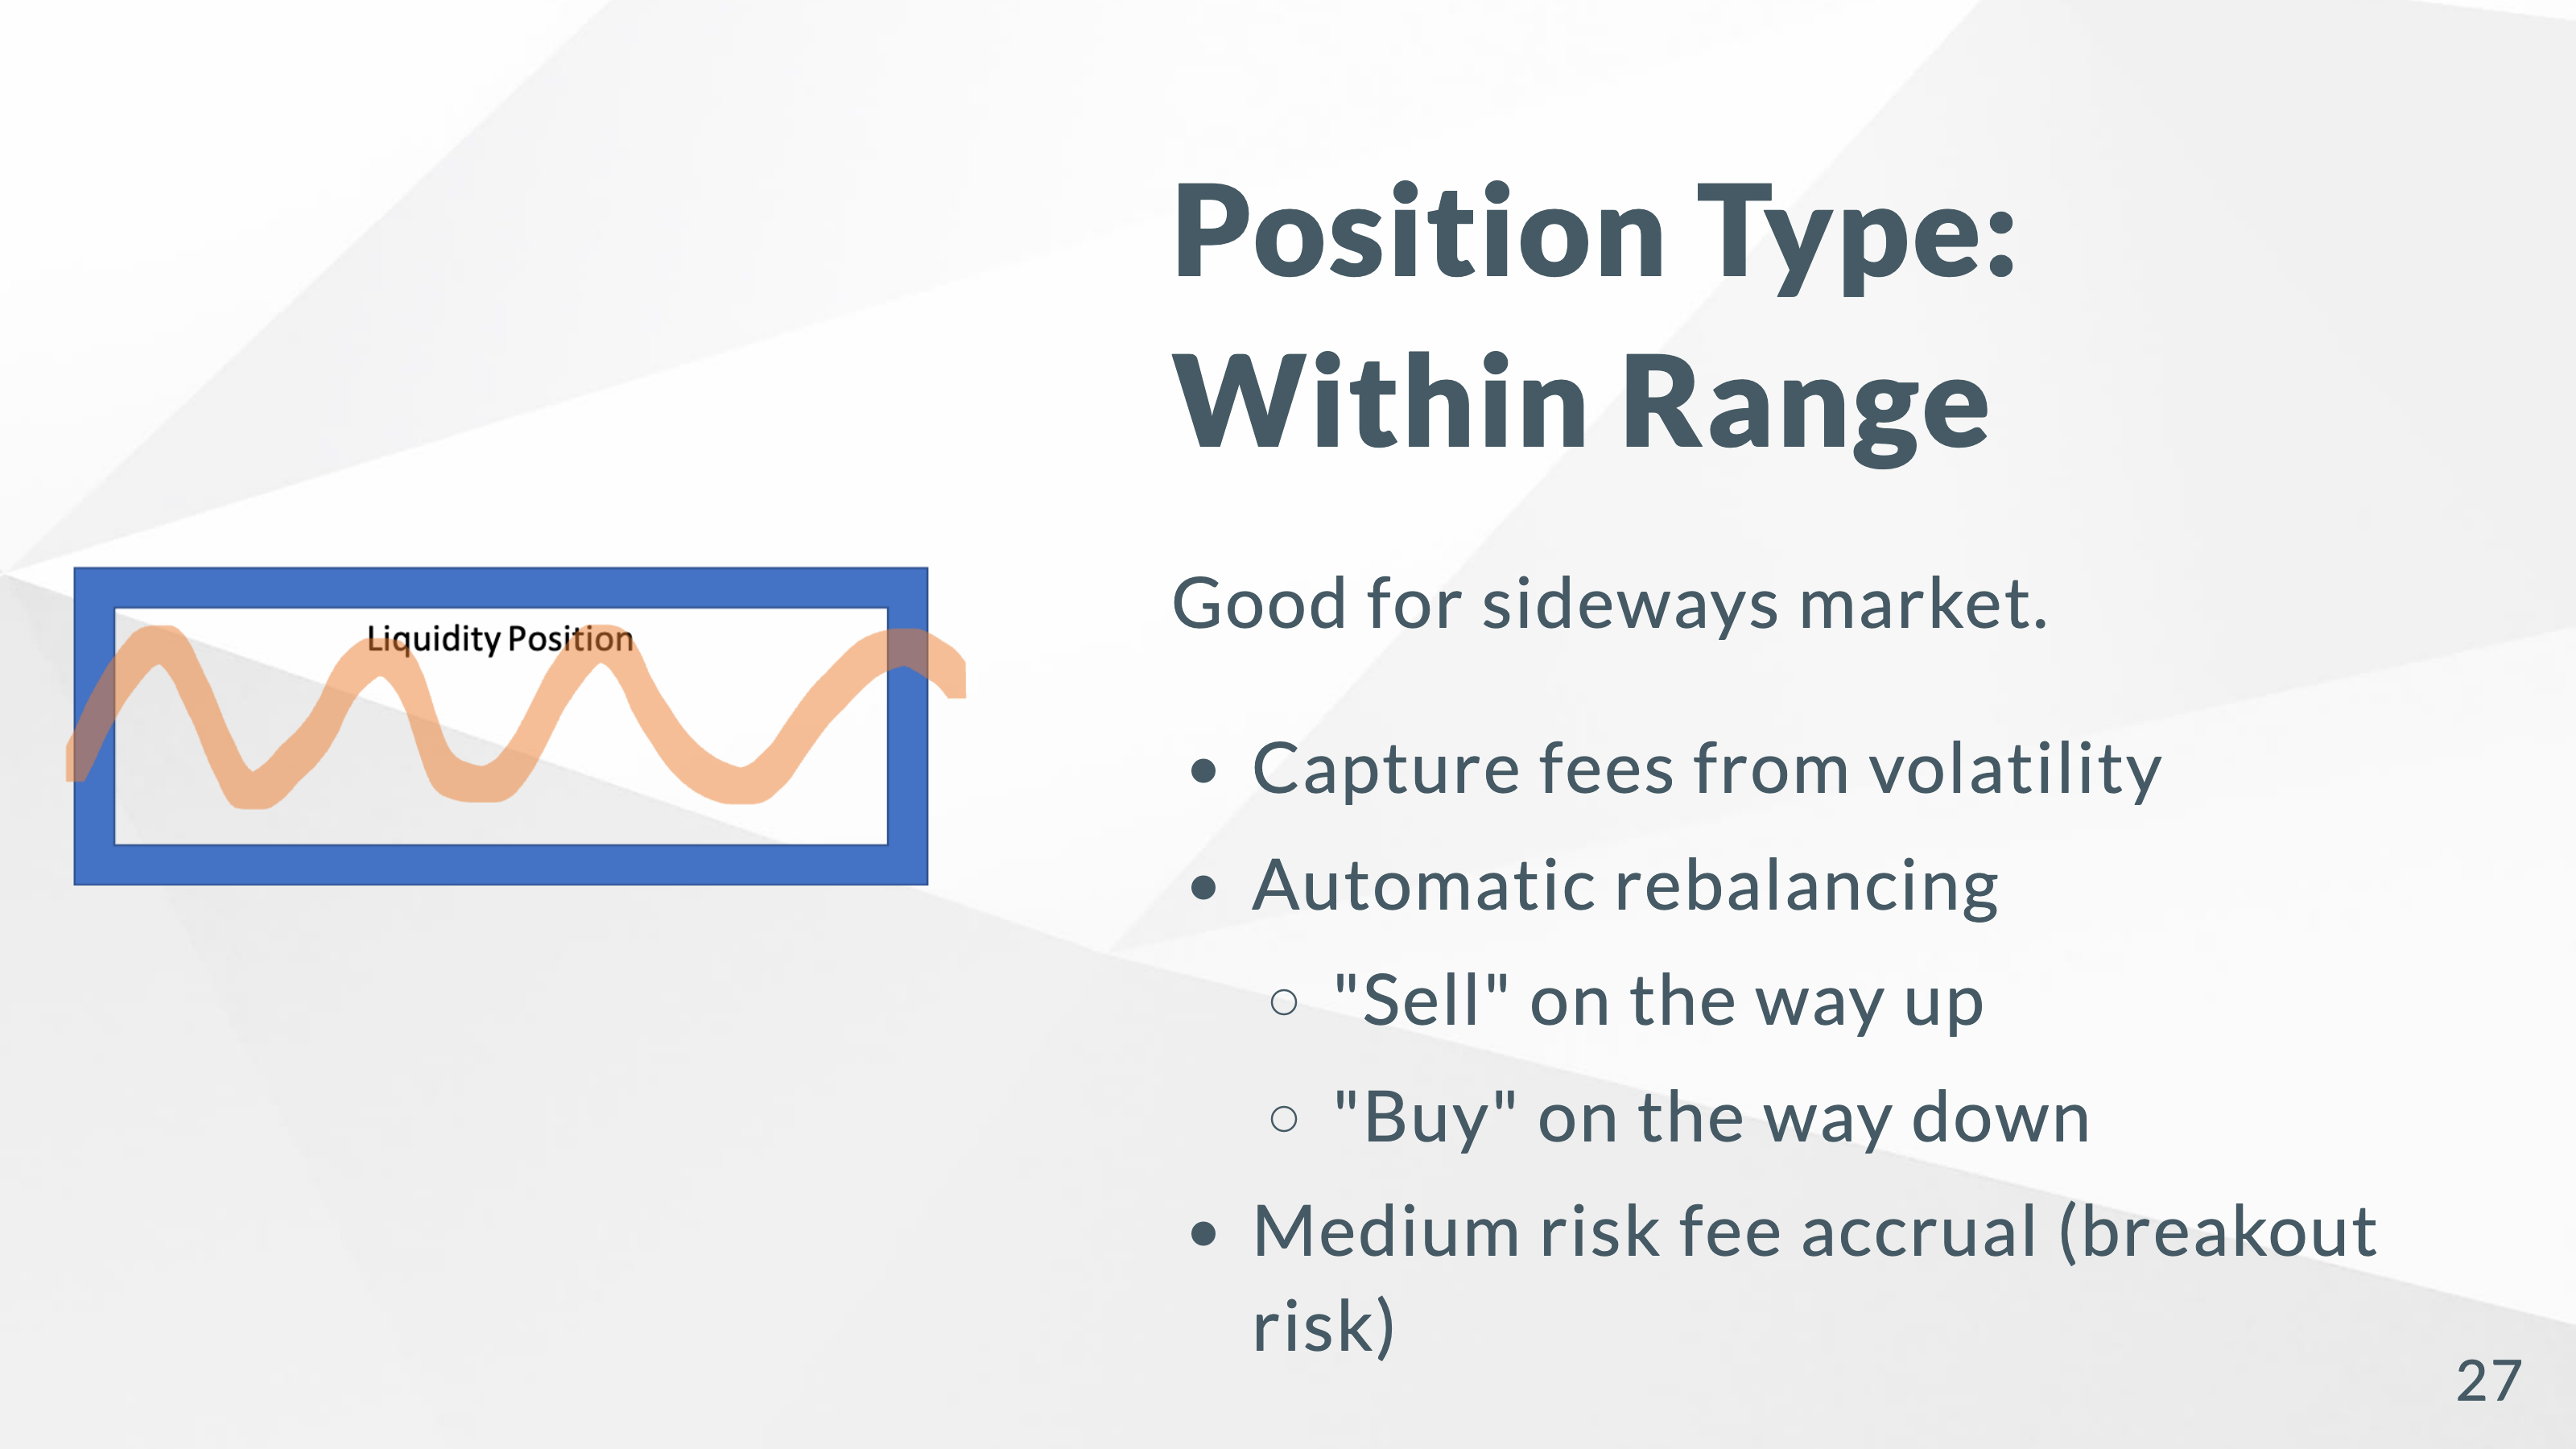 Position Type:
Within Range
Liquidity Position
Good for sideways market.
• Capture fees from volatility
• Automatic rebalancing
○ "Sell" on the way up
○ "Buy" on the way down
• Medium risk fee accrual (breakout
risk)
27